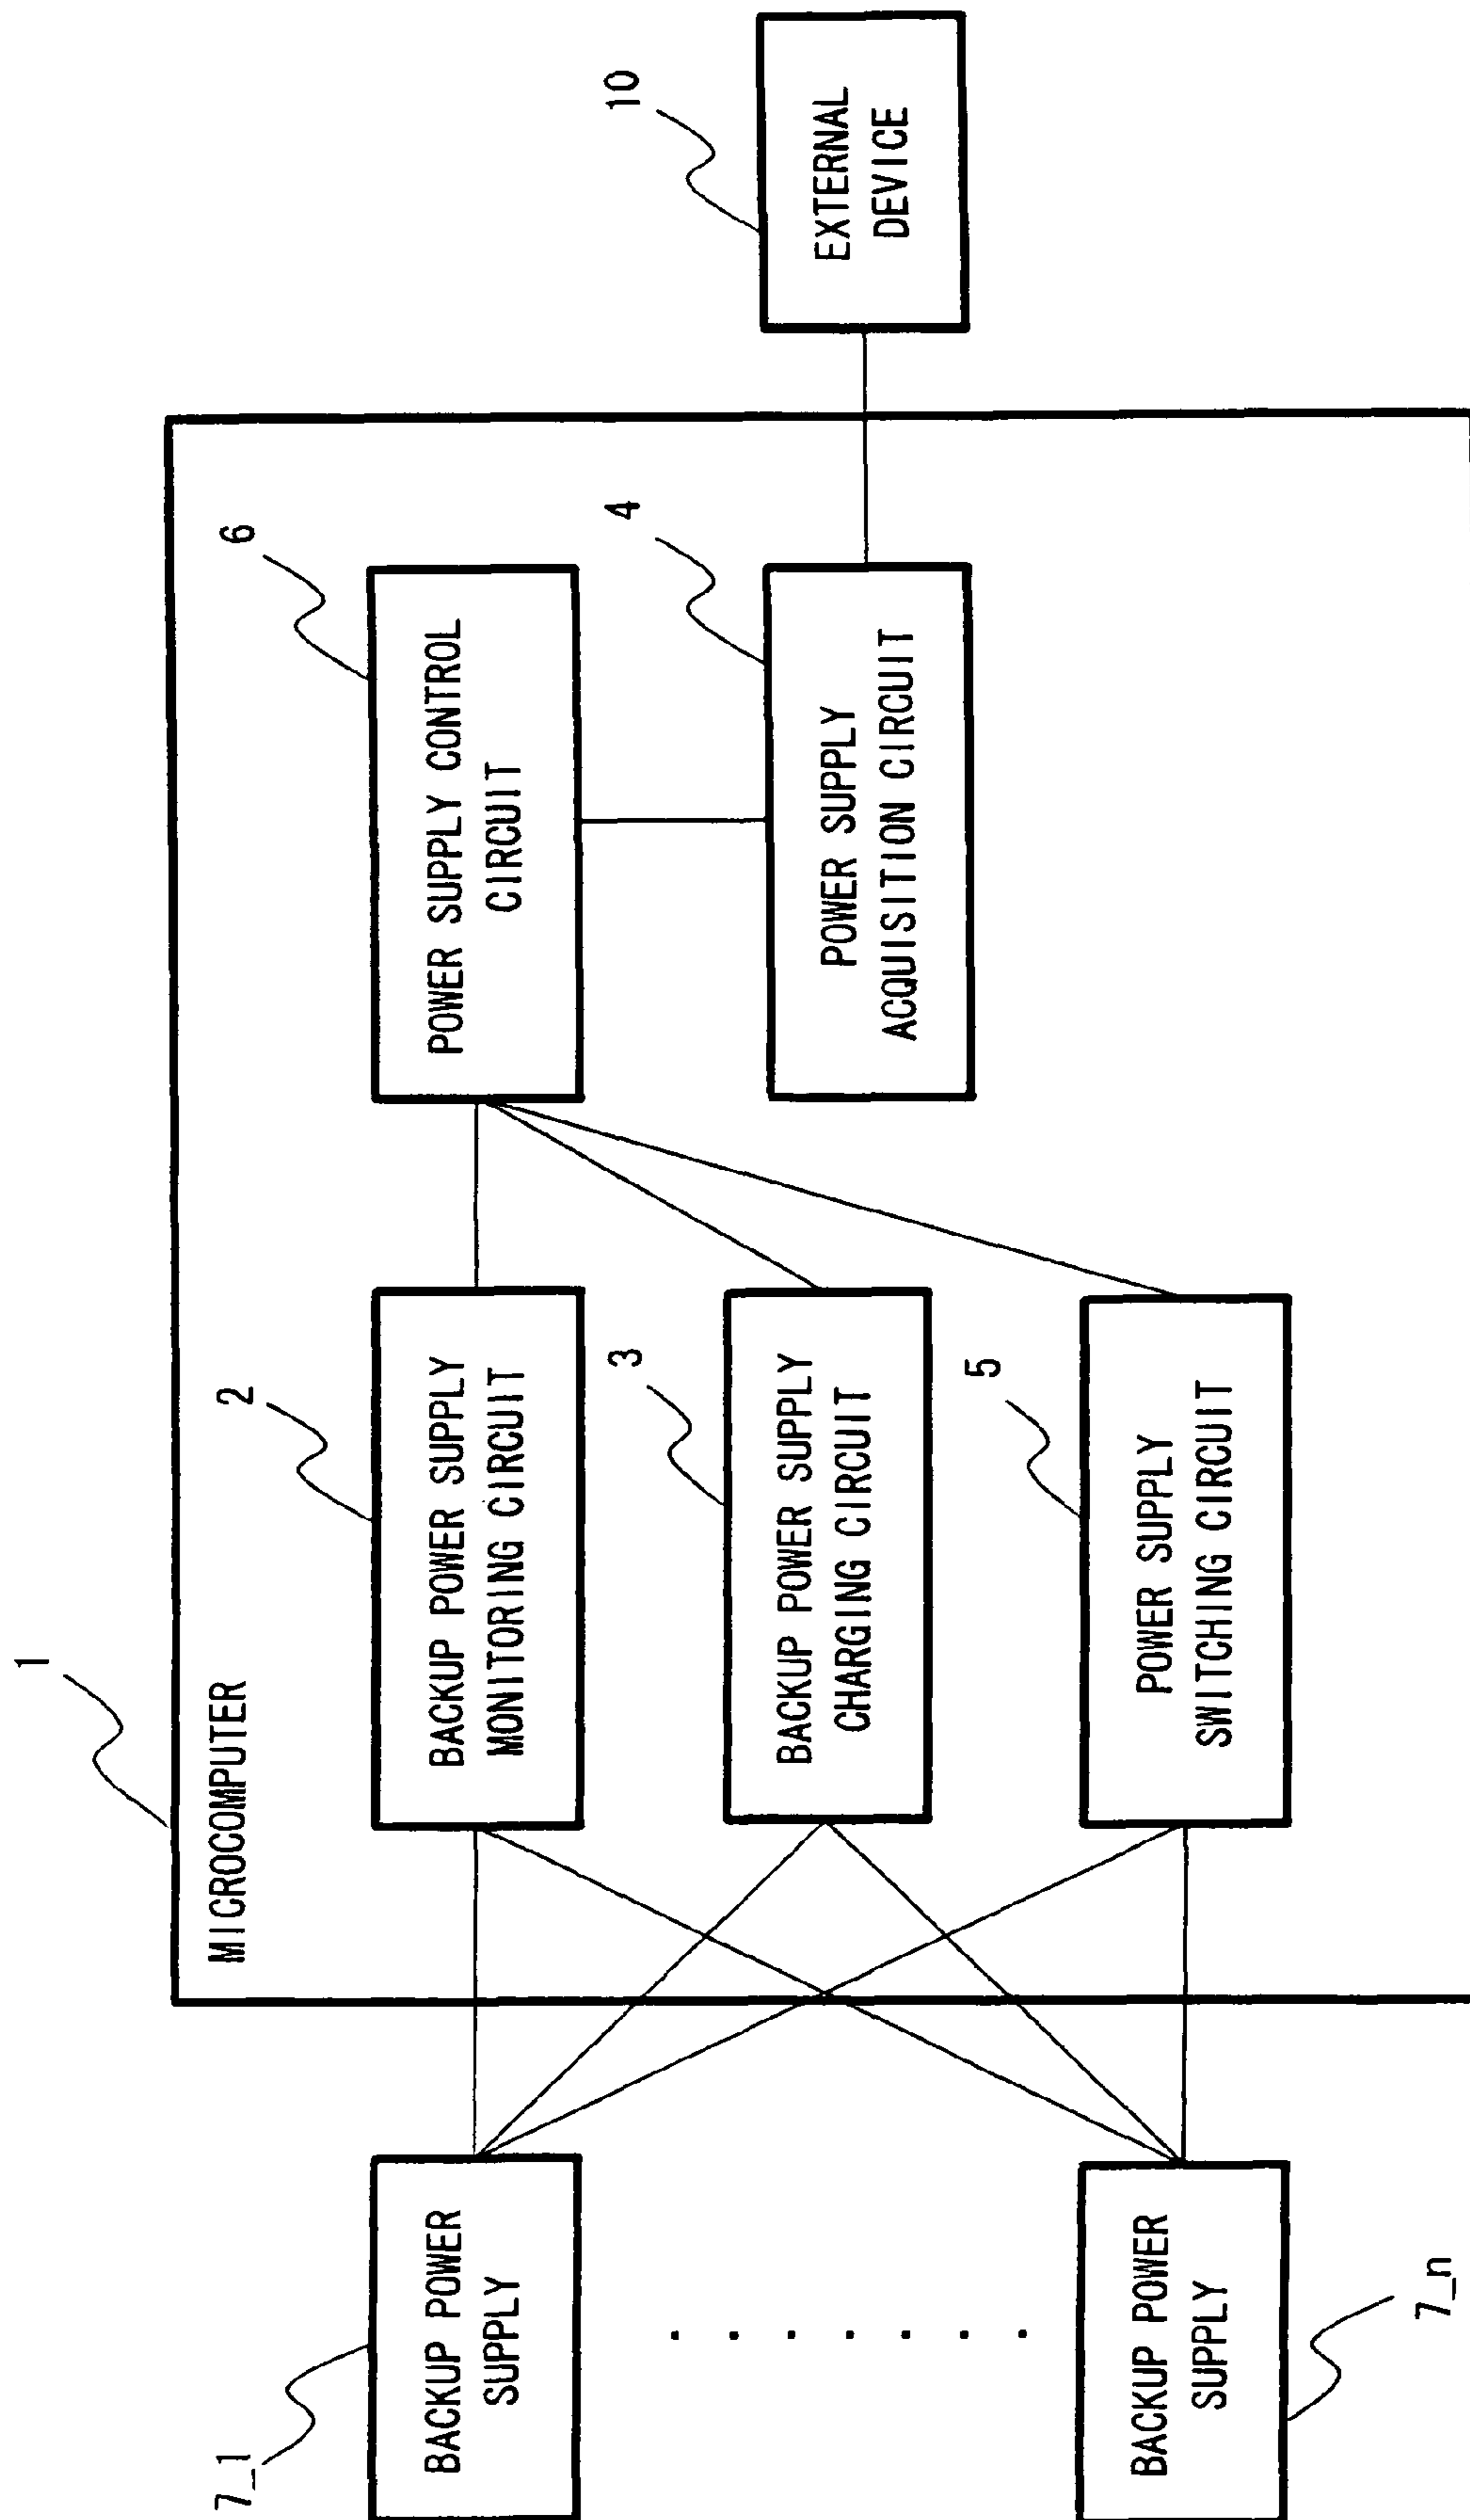 1
MICROCOMPUTER
7_1
BACKUP POWER
SUPPLY
2
BACKUP POWER SUPPLY
MONITORING CIRCUIT
6
POWER SUPPLY CONTROL
CIRCUIT
3
BACKUP POWER SUPPLY
CHARGING CIRCUIT
4
POWER SUPPLY
ACQUISITION CIRCUIT
10
EXTERNAL
DEVICE
5
POWER SUPPLY
SWITCHING CIRCUIT
BACKUP POWER
SUPPLY
7_n